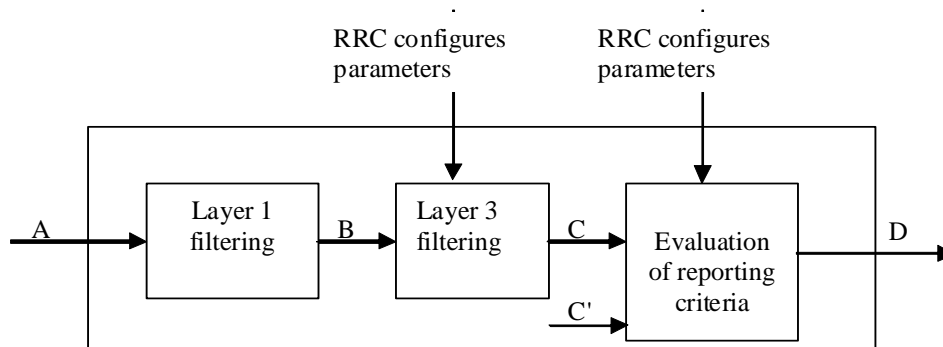 RRC configures
parameters
RRC configures
parameters
A
Layer 1
filtering
B
Layer 3
filtering
C
C'
Evaluation
of reporting
criteria
D